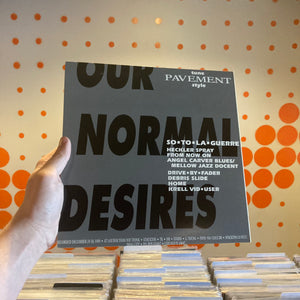 OUR
tone
PAVEMENT
style
NORMAL
SO•TO•LA•GUERRE
HECKLER SPRAY
FROM NOW ON
ANGEL CARVER BLUES/
MELLOW JAZZ DOCENT
DRIVE•BY•FADER
DEBRIS SLIDE
HOME
KRELL VID•USER
DESIRES